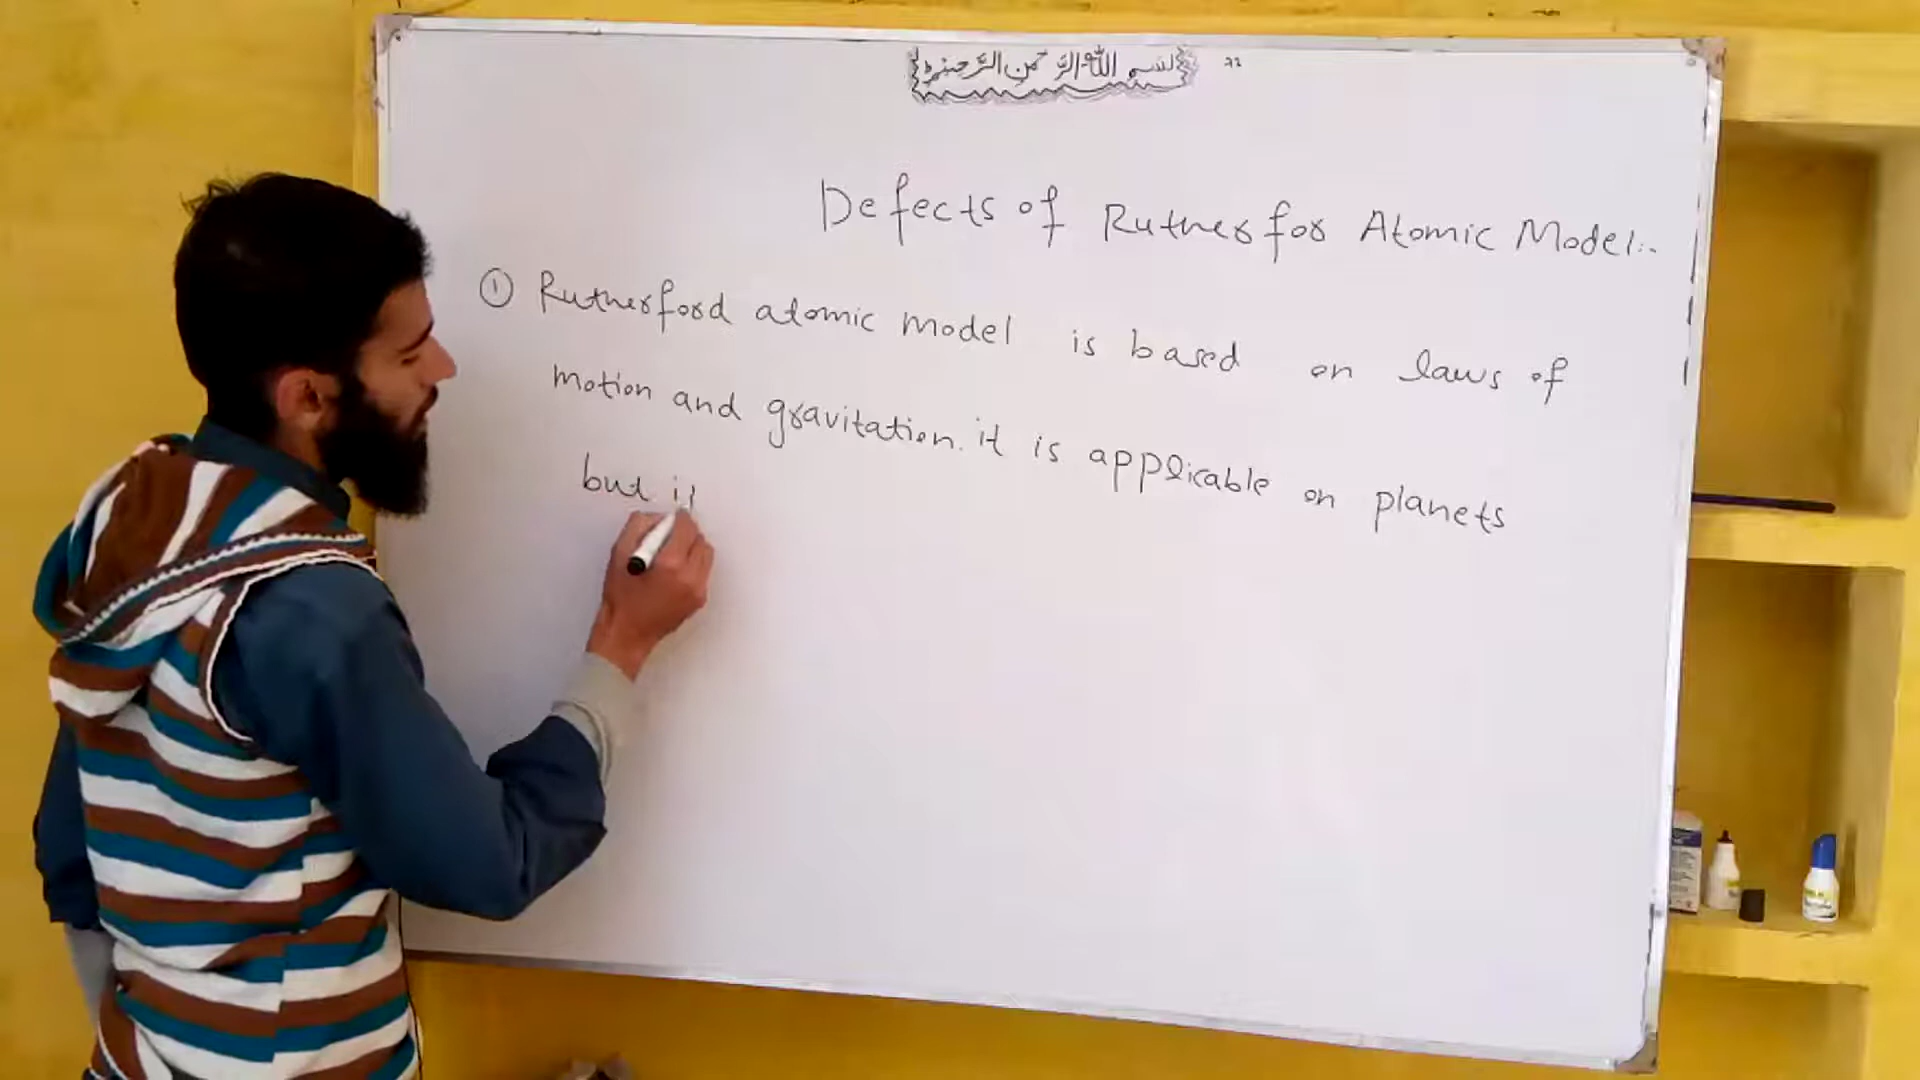 بسم الله الرحمن الرحيم
Defects of Rutherfor Atomic Model:-
① Rutherford atomic model is based on laws of
motion and gravitation. it is applicable on planets
but it